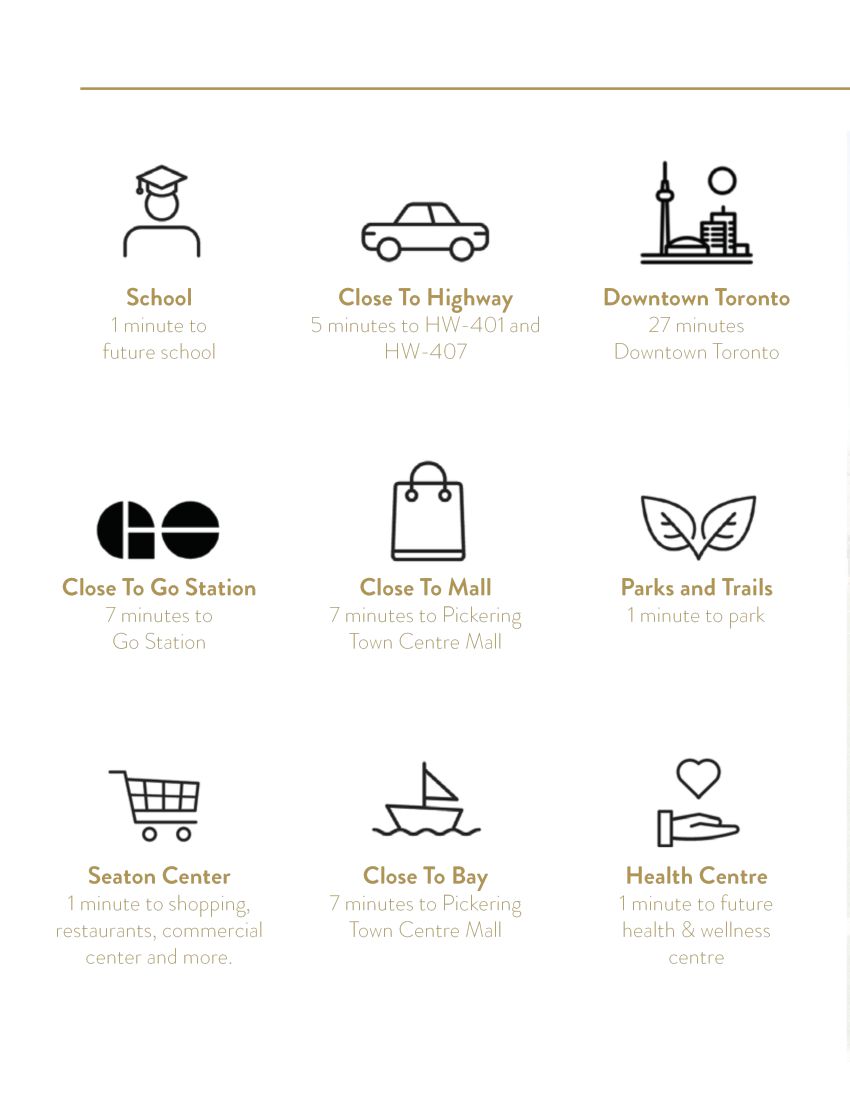 School
1 minute to
future school
Close To Highway
5 minutes to HW-401 and
HW-407
Downtown Toronto
27 minutes
Downtown Toronto
GO
Close To Go Station
7 minutes to
Go Station
Close To Mall
7 minutes to Pickering
Town Centre Mall
Parks and Trails
1 minute to park
Seaton Center
1 minute to shopping,
restaurants, commercial
center and more.
Close To Bay
7 minutes to Pickering
Town Centre Mall
Health Centre
1 minute to future
health & wellness
centre